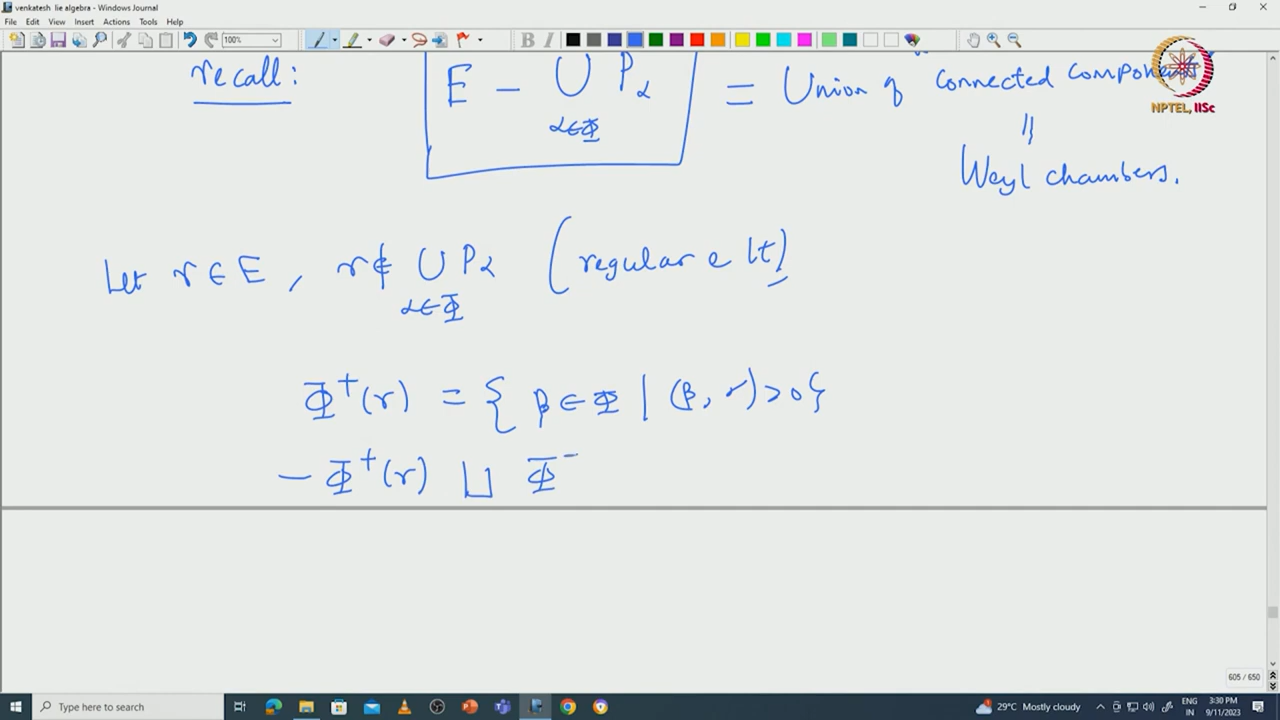 venkatesh lie algebra - Windows Journal
File Edit View Insert Actions Tools Help
100%
recall: E - ∪ P_α = Union of "connected components"
α∈Φ
||
Weyl chambers.
NPTEL, IISc
Let r ∈ E, r ∉ ∪ P_α (regular elt)
α∈Φ
Φ⁺(r) = { β ∈ Φ | (β, r) > 0 }
- Φ⁺(r) ⊔ Φ⁻
605 / 650
Type here to search
29°C Mostly cloudy
ENG
IN
3:30 PM
9/11/2023